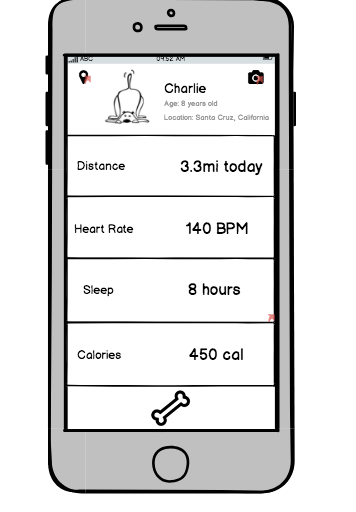 ABC 09:52 AM
Charlie
Age: 8 years old
Location: Santa Cruz, California
Distance 3.3mi today
Heart Rate 140 BPM
Sleep 8 hours
Calories 450 cal